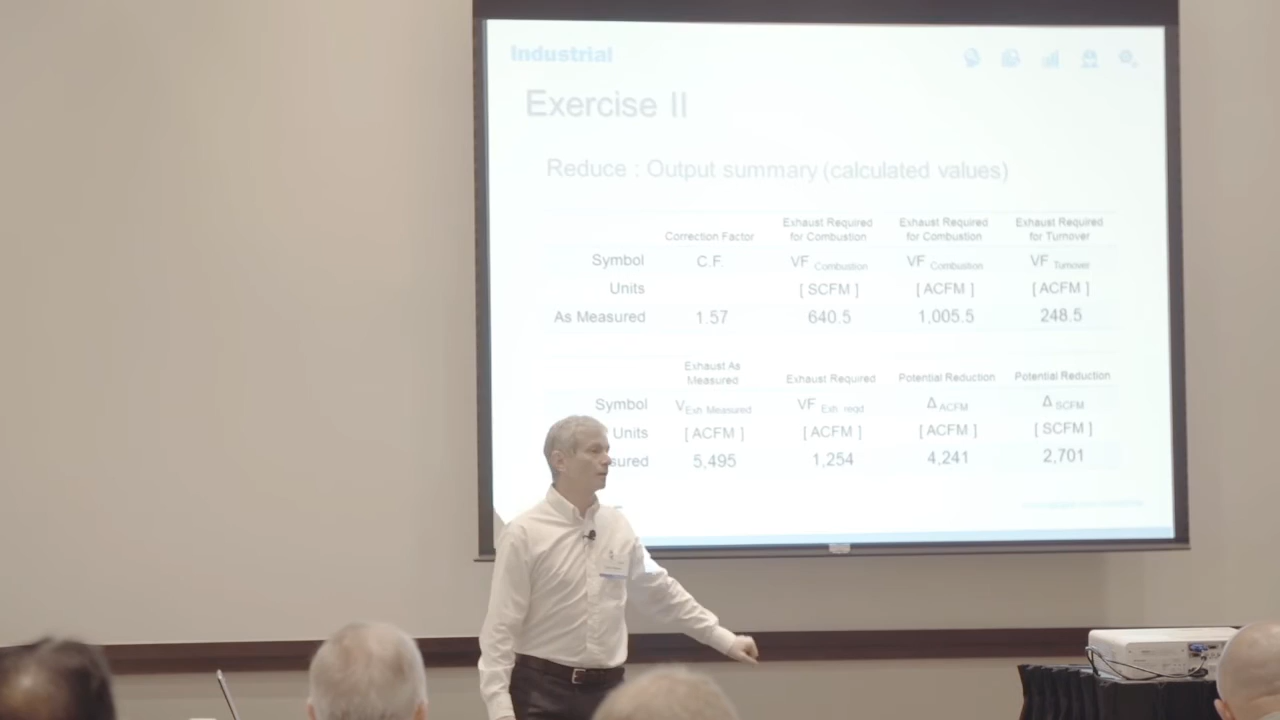 Industrial
Exercise II
Reduce : Output summary (calculated values)
Correction Factor
Exhaust Required for Combustion
Exhaust Required for Combustion
Exhaust Required for Turnover
Symbol C.F. VF Combustion VF Combustion VF Turnover
Units [ SCFM ] [ ACFM ] [ ACFM ]
As Measured 1.57 640.5 1,005.5 248.5
Exhaust As Measured
Exhaust Required
Potential Reduction
Potential Reduction
Symbol V Exh Measured VF Exh reqd Δ ACFM Δ SCFM
Units [ ACFM ] [ ACFM ] [ ACFM ] [ SCFM ]
sured 5,495 1,254 4,241 2,701